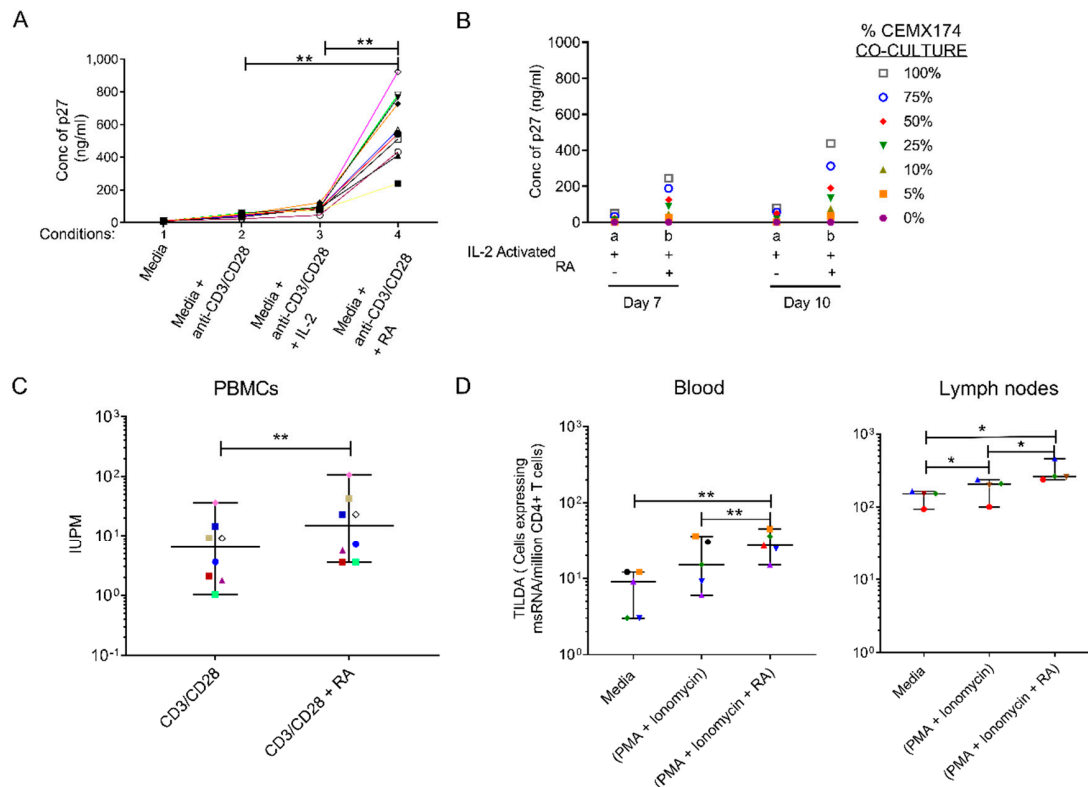 A
Conc of p27
(ng/ml)
1,000
800
600
400
200
0
**
**
Conditions:
1
2
3
4
Media
Media +
anti-CD3/CD28
Media +
anti-CD3/CD28
+ IL-2
Media +
anti-CD3/CD28
+ RA
B
Conc of p27 (ng/ml)
1000
800
600
400
200
0
a
b
a
b
IL-2 Activated
+
+
+
+
RA
-
+
-
+
Day 7
Day 10
% CEMX174
CO-CULTURE
100%
75%
50%
25%
10%
5%
0%
C
PBMCs
IUPM
10³
10²
10¹
10⁰
10⁻¹
**
CD3/CD28
CD3/CD28 + RA
D
Blood
TILDA ( Cells expressing
msRNA/million CD4+ T cells)
10³
10²
10¹
10⁰
**
**
Media
(PMA + Ionomycin)
(PMA + Ionomycin + RA)
Lymph nodes
10³
10²
10¹
10⁰
*
*
*
Media
(PMA + Ionomycin)
(PMA + Ionomycin + RA)